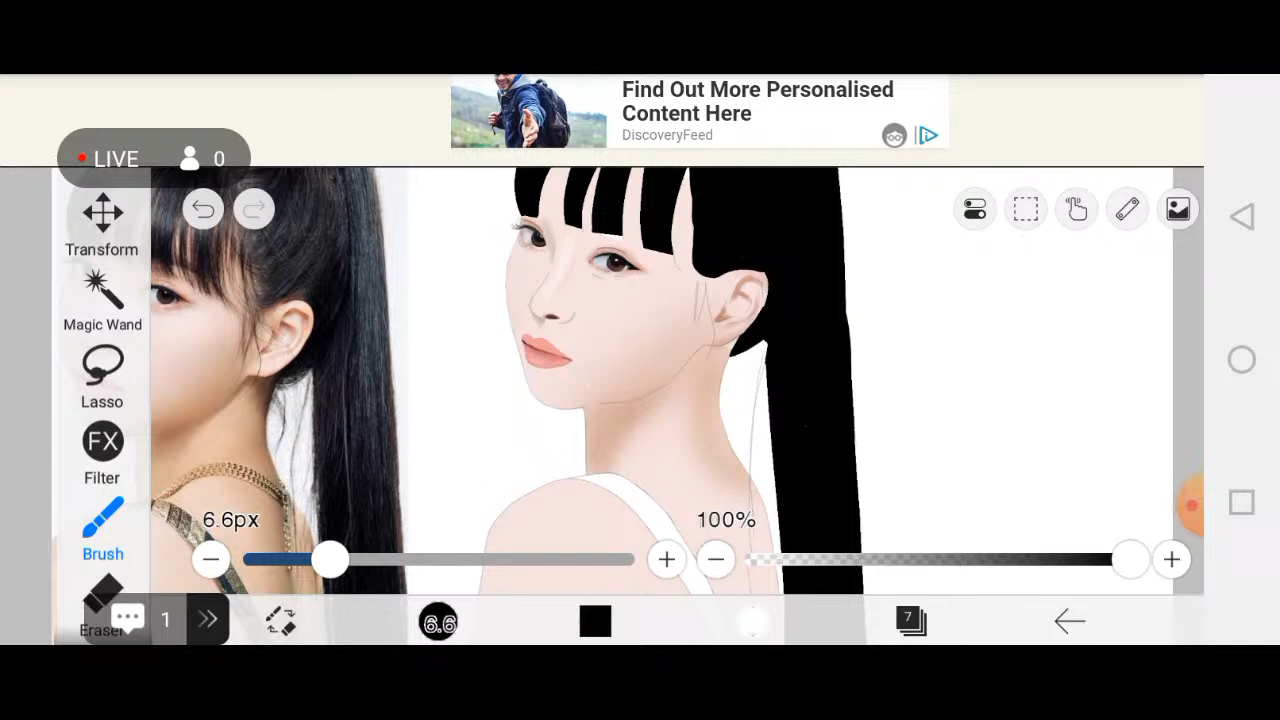 Find Out More Personalised
Content Here
DiscoveryFeed
LIVE 0
Transform
Magic Wand
Lasso
FX
Filter
6.6px
100%
Brush
Eraser
1
6.6
7